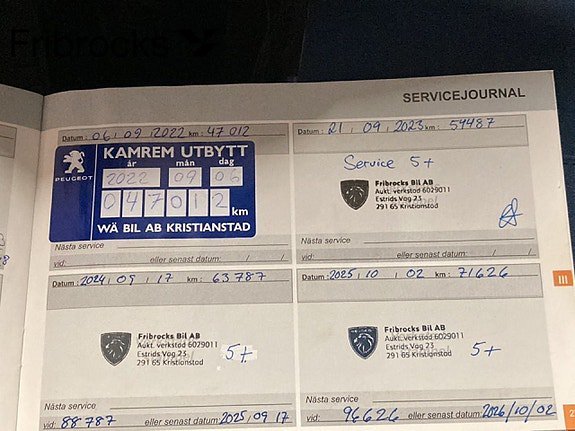 Fribrocks
SERVICEJOURNAL
Datum: 06, 09, 2022 km: 47 012
KAMREM UTBYTT
år mån dag
PEUGEOT 2022 09 06
047012 km
WÄ BIL AB KRISTIANSTAD
Nästa service
vid: / eller senast datum: / /
Datum: 21, 09, 2023 km: 59487
Service 5+
Fribrocks Bil AB
Aukt. verkstad 6029011
Estrids Väg 23
291 65 Kristianstad
Nästa service
vid: eller senast datum: / /
Datum: 2024, 09, 17 km: 63787
Fribrocks Bil AB
Aukt. verkstad 6029011
Estrids Väg 23
291 65 Kristianstad
5+
Nästa service
vid: 88787 eller senast datum: 2025, 09 17
Datum: 2025, 10, 02 km: 71626
Fribrocks Bil AB
Aukt. verkstad 6029011
Estrids Väg 23
291 65 Kristianstad
5+
Nästa service
vid: 96626 eller senast datum: 2026/10/02
III